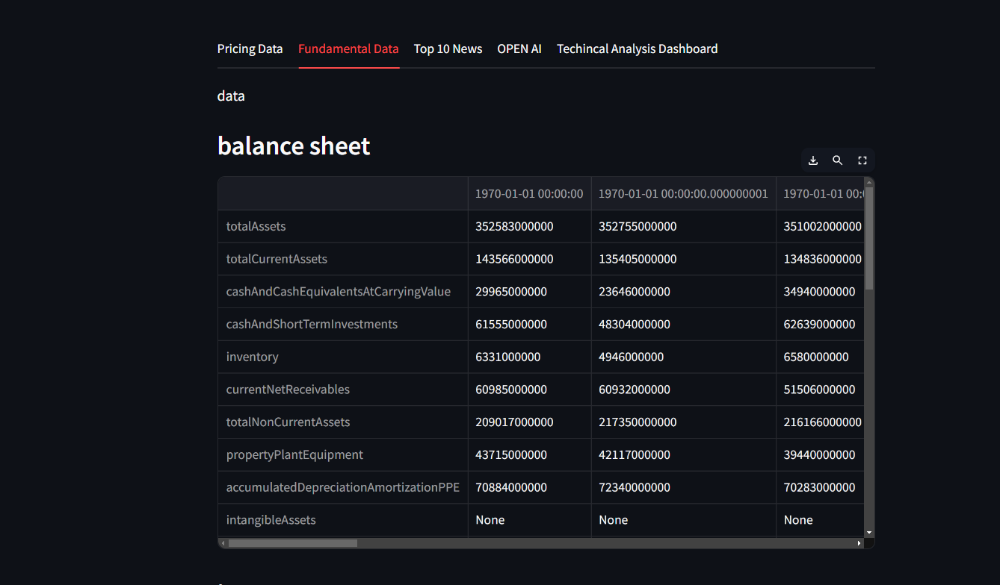 Pricing Data Fundamental Data Top 10 News OPEN AI Techincal Analysis Dashboard
data
balance sheet
1970-01-01 00:00:00 1970-01-01 00:00:00.000000001 1970-01-01 00:
totalAssets 352583000000 352755000000 351002000000
totalCurrentAssets 143566000000 135405000000 134836000000
cashAndCashEquivalentsAtCarryingValue 29965000000 23646000000 34940000000
cashAndShortTermInvestments 61555000000 48304000000 62639000000
inventory 6331000000 4946000000 6580000000
currentNetReceivables 60985000000 60932000000 51506000000
totalNonCurrentAssets 209017000000 217350000000 216166000000
propertyPlantEquipment 43715000000 42117000000 39440000000
accumulatedDepreciationAmortizationPPE 70884000000 72340000000 70283000000
intangibleAssets None None None